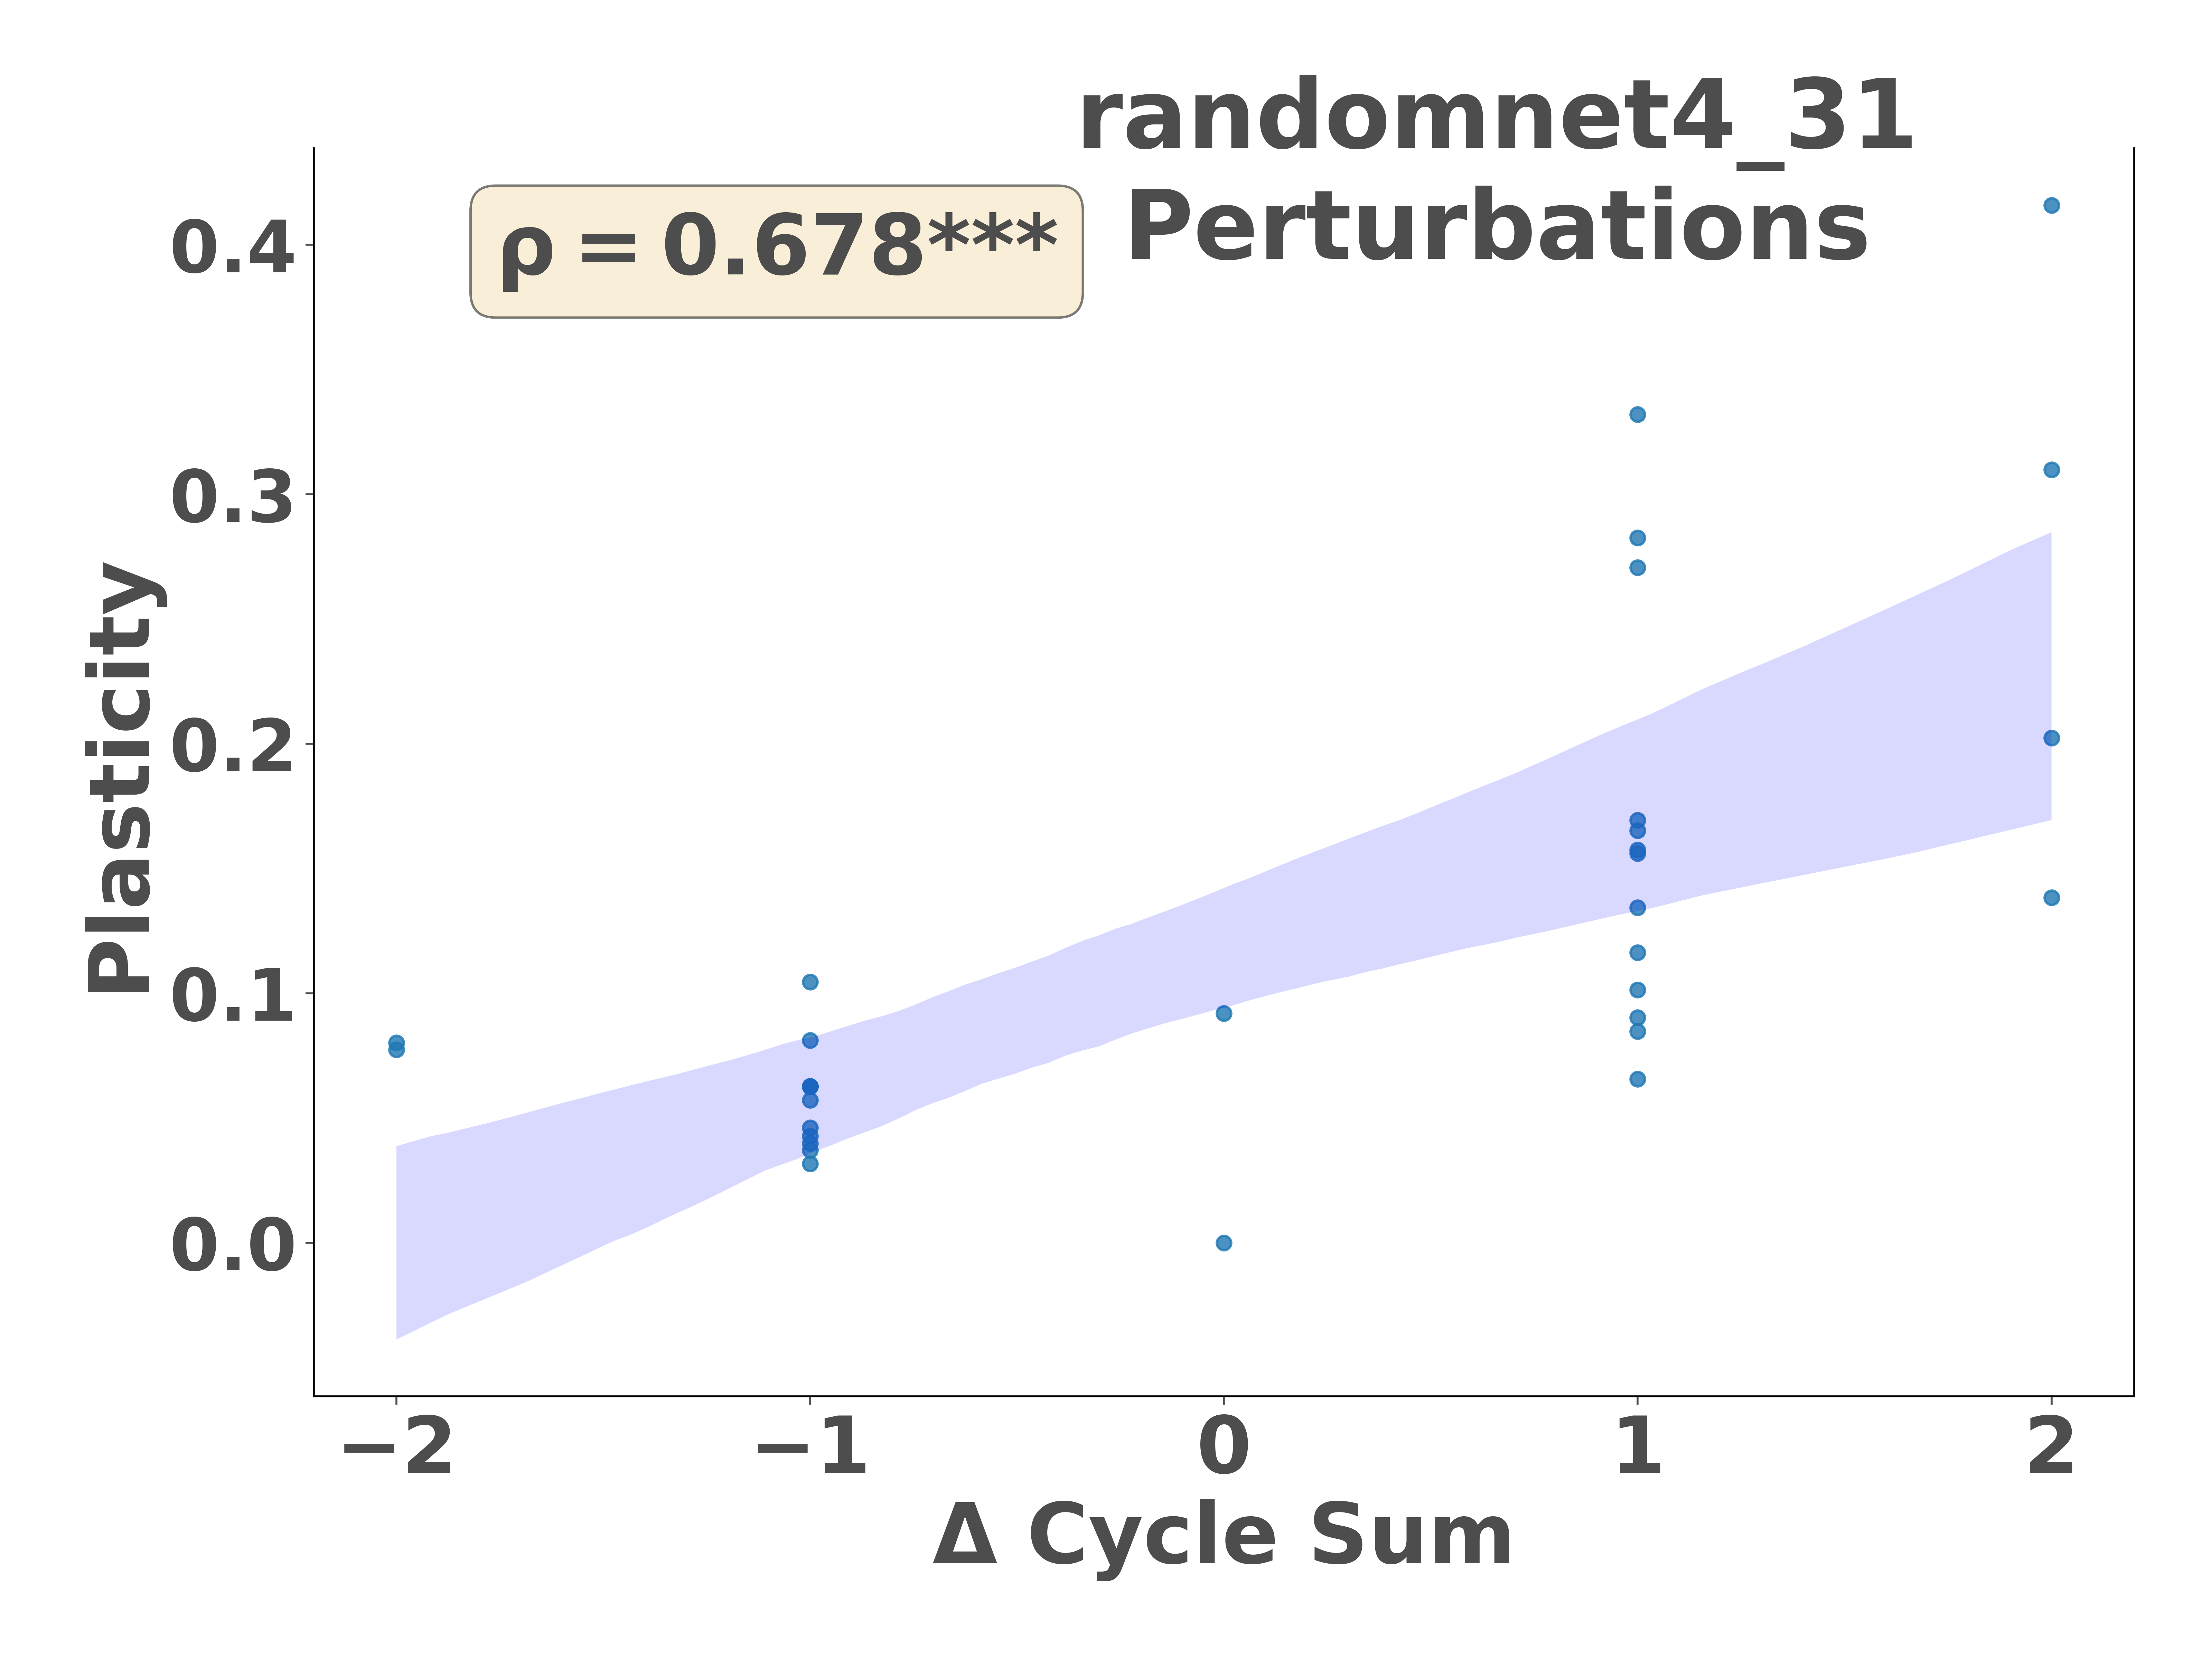 randomnet4_31
Perturbations
ρ = 0.678***
Plasticity
0.4
0.3
0.2
0.1
0.0
−2
−1
0
1
2
Δ Cycle Sum